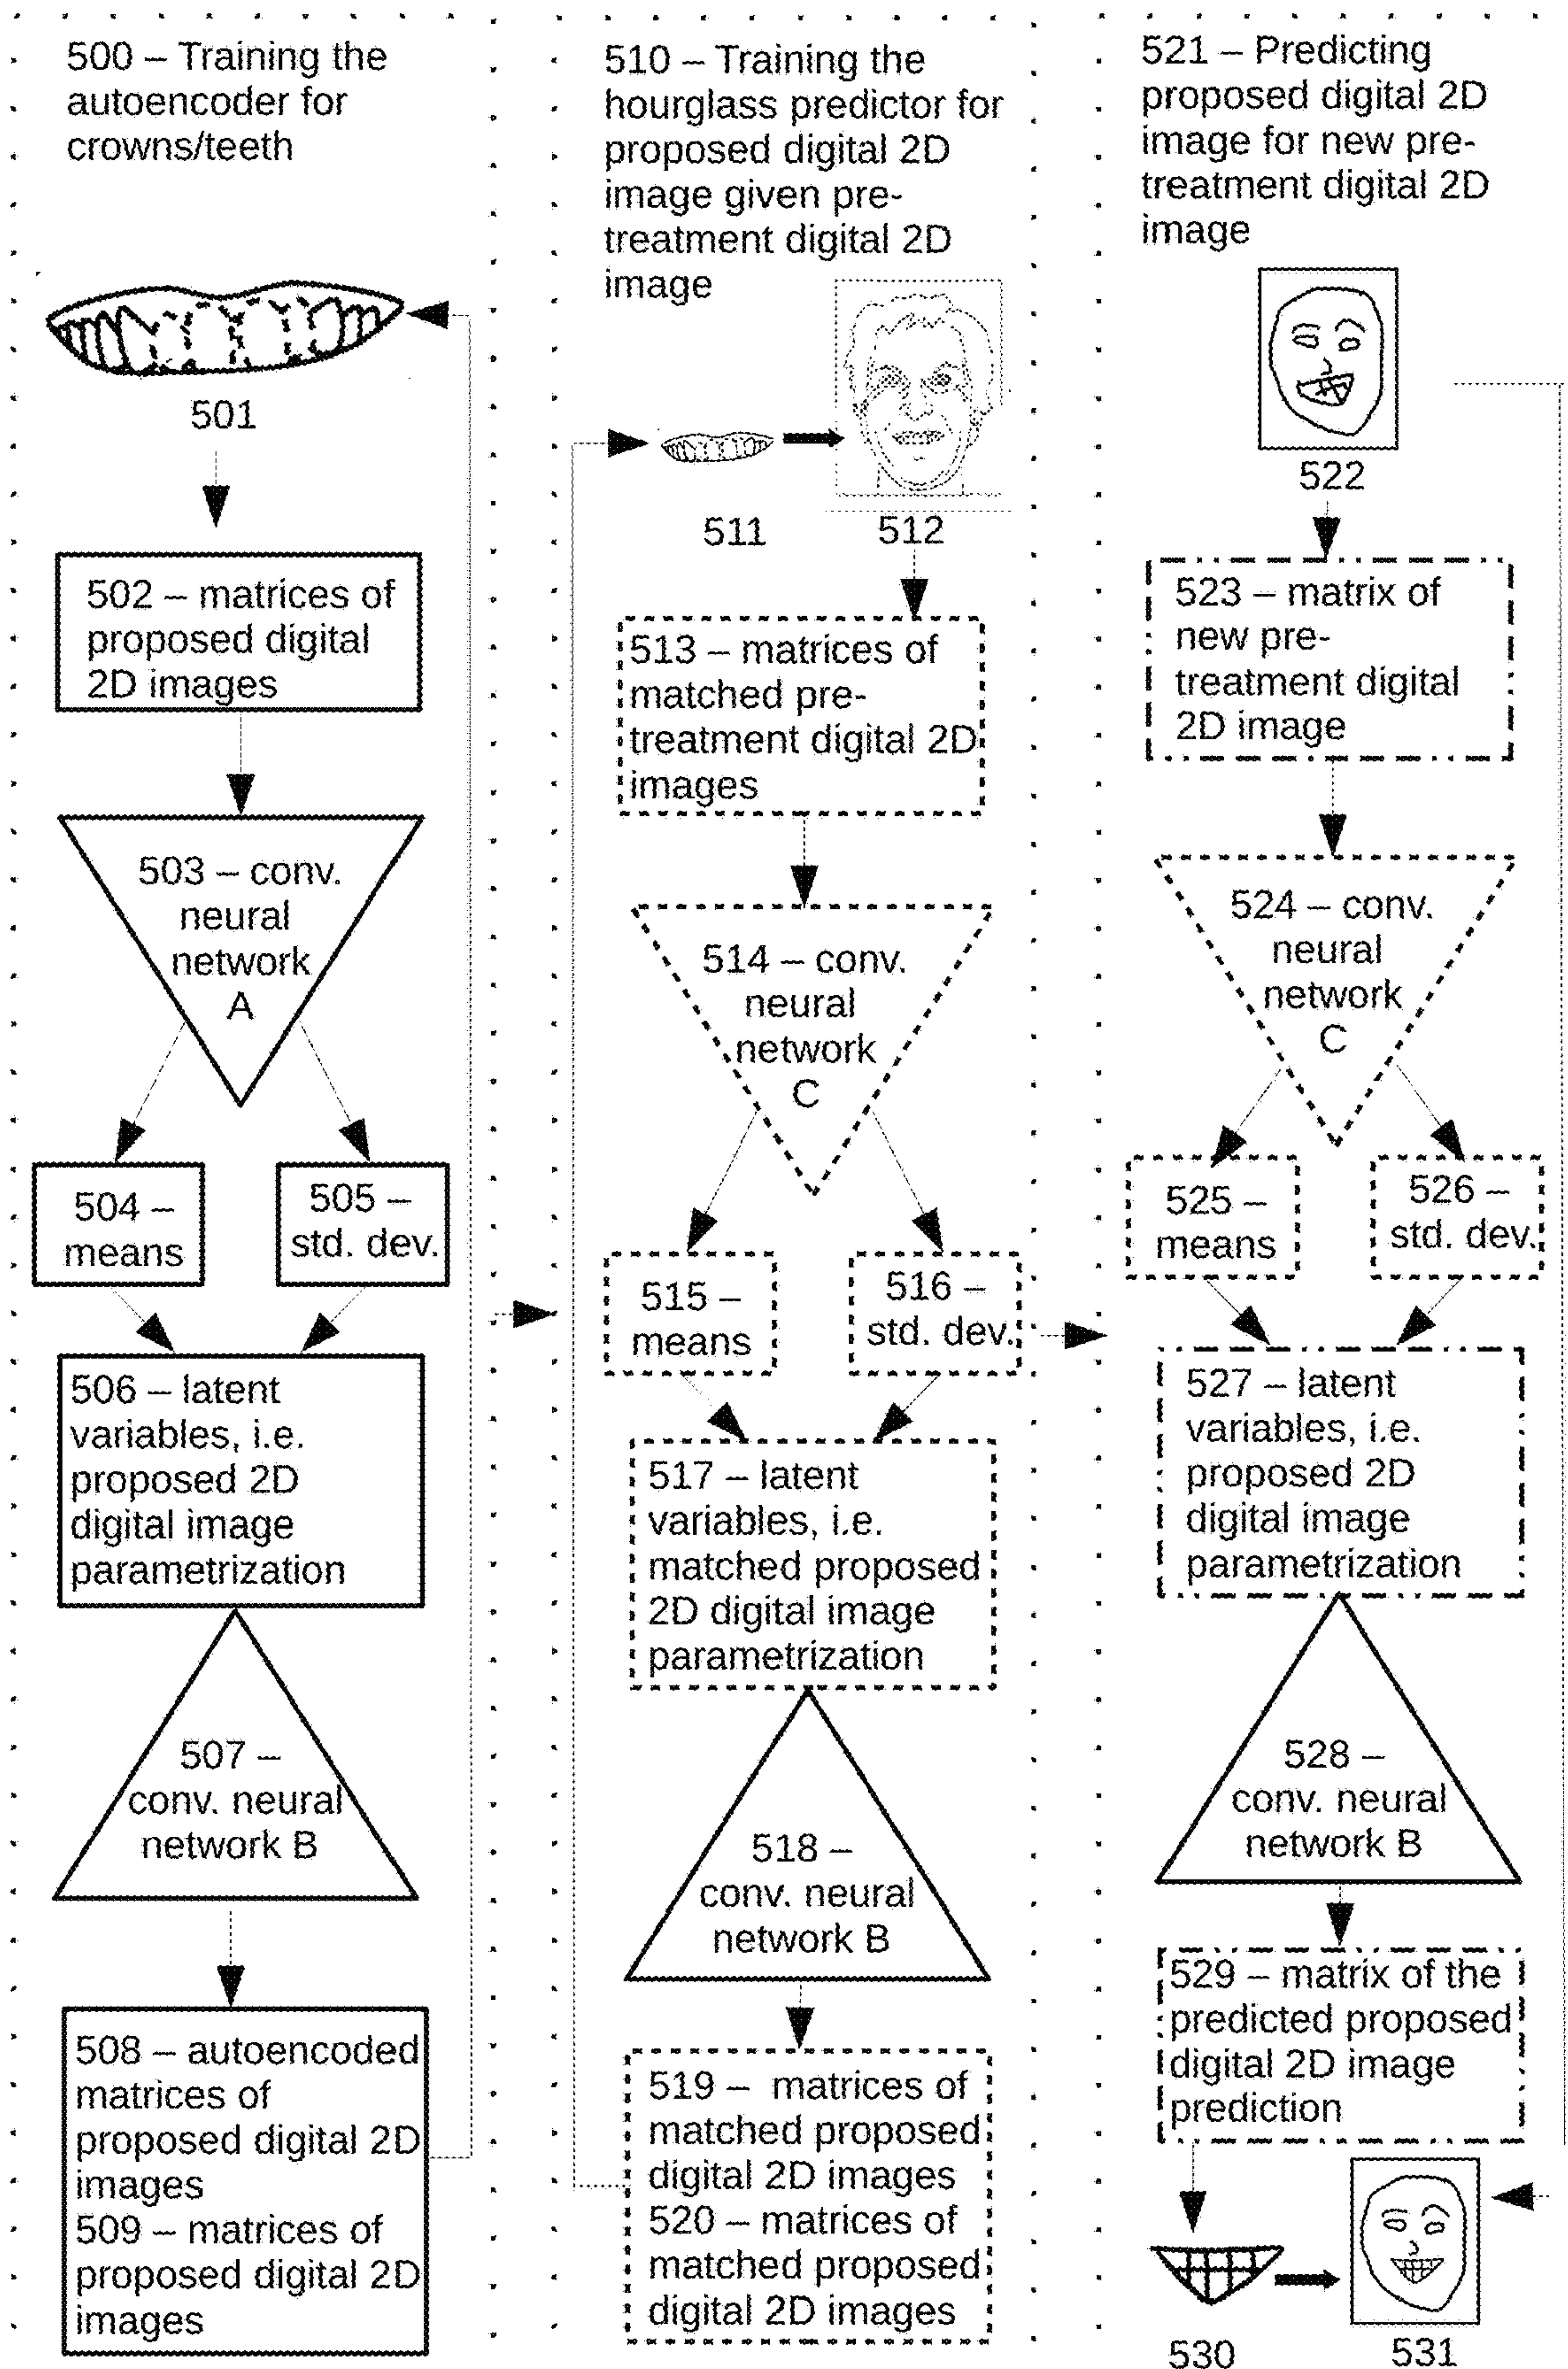 500 – Training the
autoencoder for
crowns/teeth
501
502 – matrices of
proposed digital
2D images
503 – conv.
neural
network
A
504 –
means
505 –
std. dev.
506 – latent
variables, i.e.
proposed 2D
digital image
parametrization
507 –
conv. neural
network B
508 – autoencoded
matrices of
proposed digital 2D
images
509 – matrices of
proposed digital 2D
images
510 – Training the
hourglass predictor for
proposed digital 2D
image given pre-
treatment digital 2D
image
511
512
513 – matrices of
matched pre-
treatment digital 2D
images
514 – conv.
neural
network
C
515 –
means
516 –
std. dev.
517 – latent
variables, i.e.
matched proposed
2D digital image
parametrization
518 –
conv. neural
network B
519 – matrices of
matched proposed
digital 2D images
520 – matrices of
matched proposed
digital 2D images
521 – Predicting
proposed digital 2D
image for new pre-
treatment digital 2D
image
522
523 – matrix of
new pre-
treatment digital
2D image
524 – conv.
neural
network
C
525 –
means
526 –
std. dev.
527 – latent
variables, i.e.
proposed 2D
digital image
parametrization
528 –
conv. neural
network B
529 – matrix of the
predicted proposed
digital 2D image
prediction
530
531